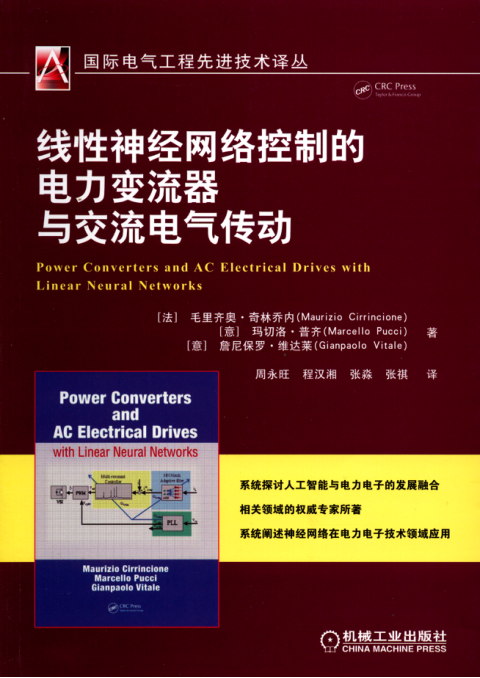 国际电气工程先进技术译丛
CRC
CRC Press
Taylor & Francis Group
线性神经网络控制的
电力变流器
与交流电气传动
Power Converters and AC Electrical Drives with
Linear Neural Networks
［法］ 毛里齐奥·奇林乔内(Maurizio Cirrincione)
［意］ 玛切洛·普齐(Marcello Pucci) 著
［意］ 詹尼保罗·维达莱(Gianpaolo Vitale)
周永旺 程汉湘 张淼 张祺 译
Power Converters
and
AC Electrical Drives
with Linear Neural Networks
PLL
Maurizio Cirrincione
Marcello Pucci
Gianpaolo Vitale
CRC Press
系统探讨人工智能与电力电子的发展融合
相关领域的权威专家所著
系统阐述神经网络在电力电子技术领域应用
机械工业出版社
CHINA MACHINE PRESS